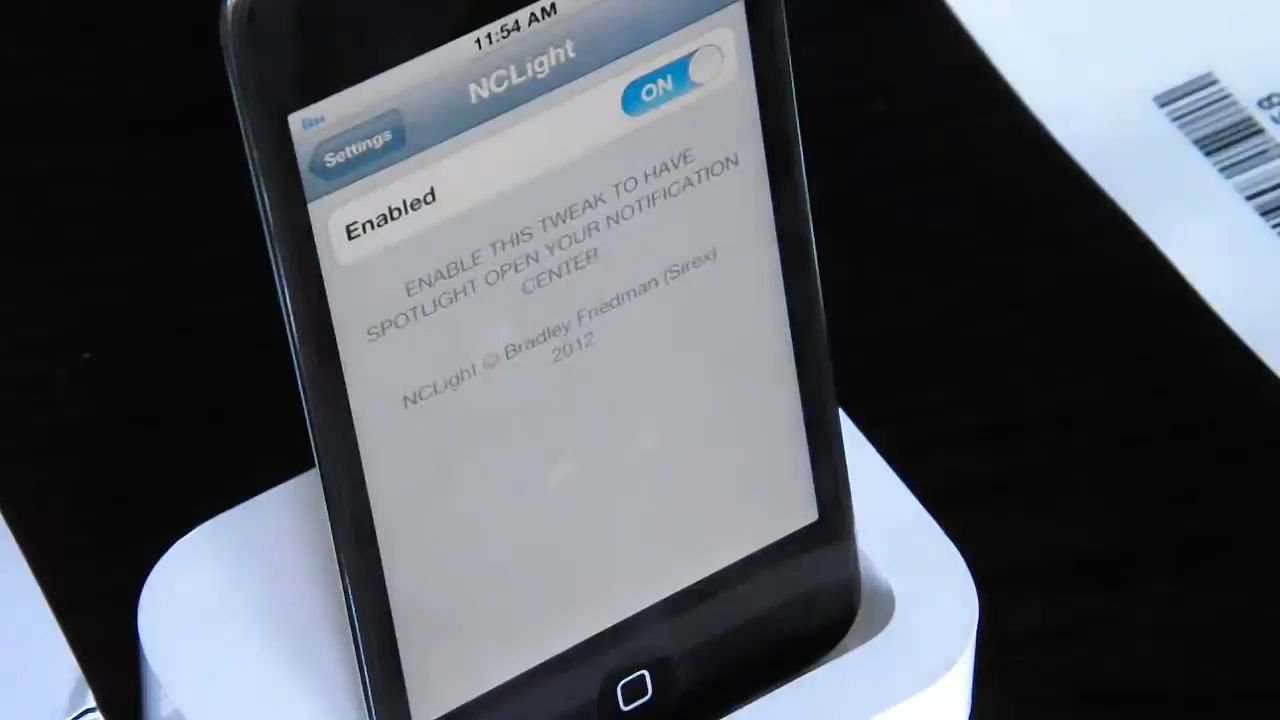 11:54 AM
NCLight
Settings
ON
Enabled
ENABLE THIS TWEAK TO HAVE
SPOTLIGHT OPEN YOUR NOTIFICATION
CENTER
NCLight © Bradley Friedman (Sirex)
2012